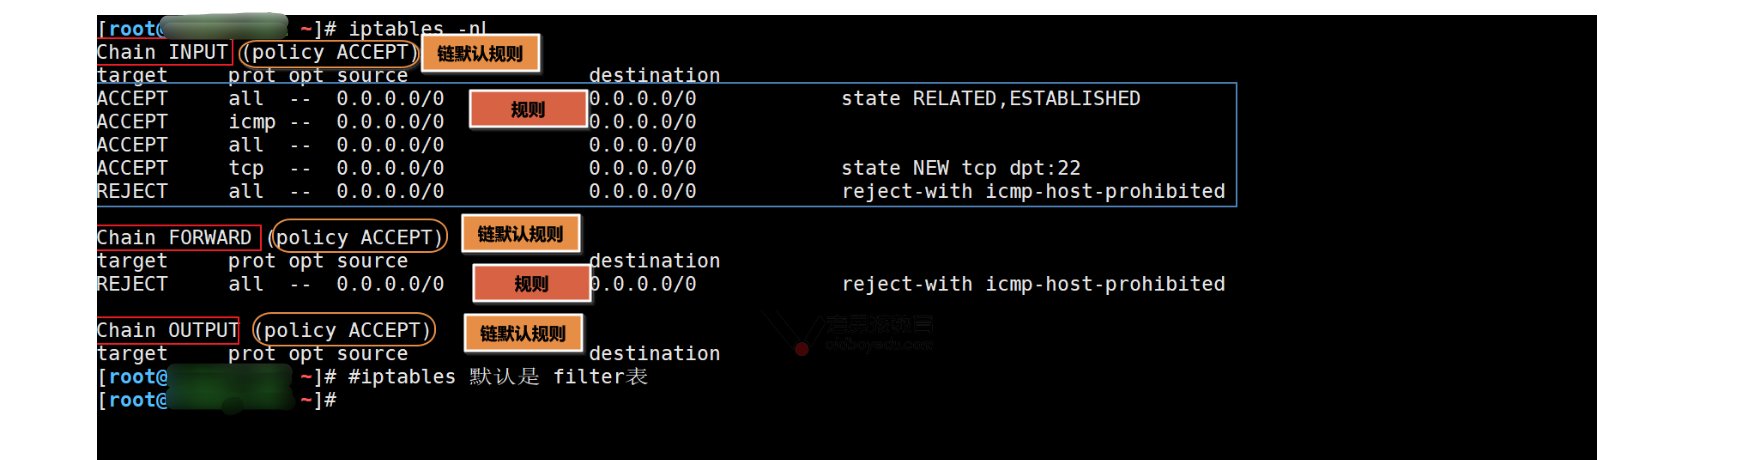 [root@ ~]# iptables -nL
Chain INPUT (policy ACCEPT) 链默认规则
target prot opt source destination
ACCEPT all -- 0.0.0.0/0 规则 0.0.0.0/0 state RELATED,ESTABLISHED
ACCEPT icmp -- 0.0.0.0/0 0.0.0.0/0
ACCEPT all -- 0.0.0.0/0 0.0.0.0/0
ACCEPT tcp -- 0.0.0.0/0 0.0.0.0/0 state NEW tcp dpt:22
REJECT all -- 0.0.0.0/0 0.0.0.0/0 reject-with icmp-host-prohibited
Chain FORWARD (policy ACCEPT) 链默认规则
target prot opt source destination
REJECT all -- 0.0.0.0/0 规则 0.0.0.0/0 reject-with icmp-host-prohibited
Chain OUTPUT (policy ACCEPT) 链默认规则
target prot opt source destination
[root@ ~]# #iptables 默认是 filter表
[root@ ~]#